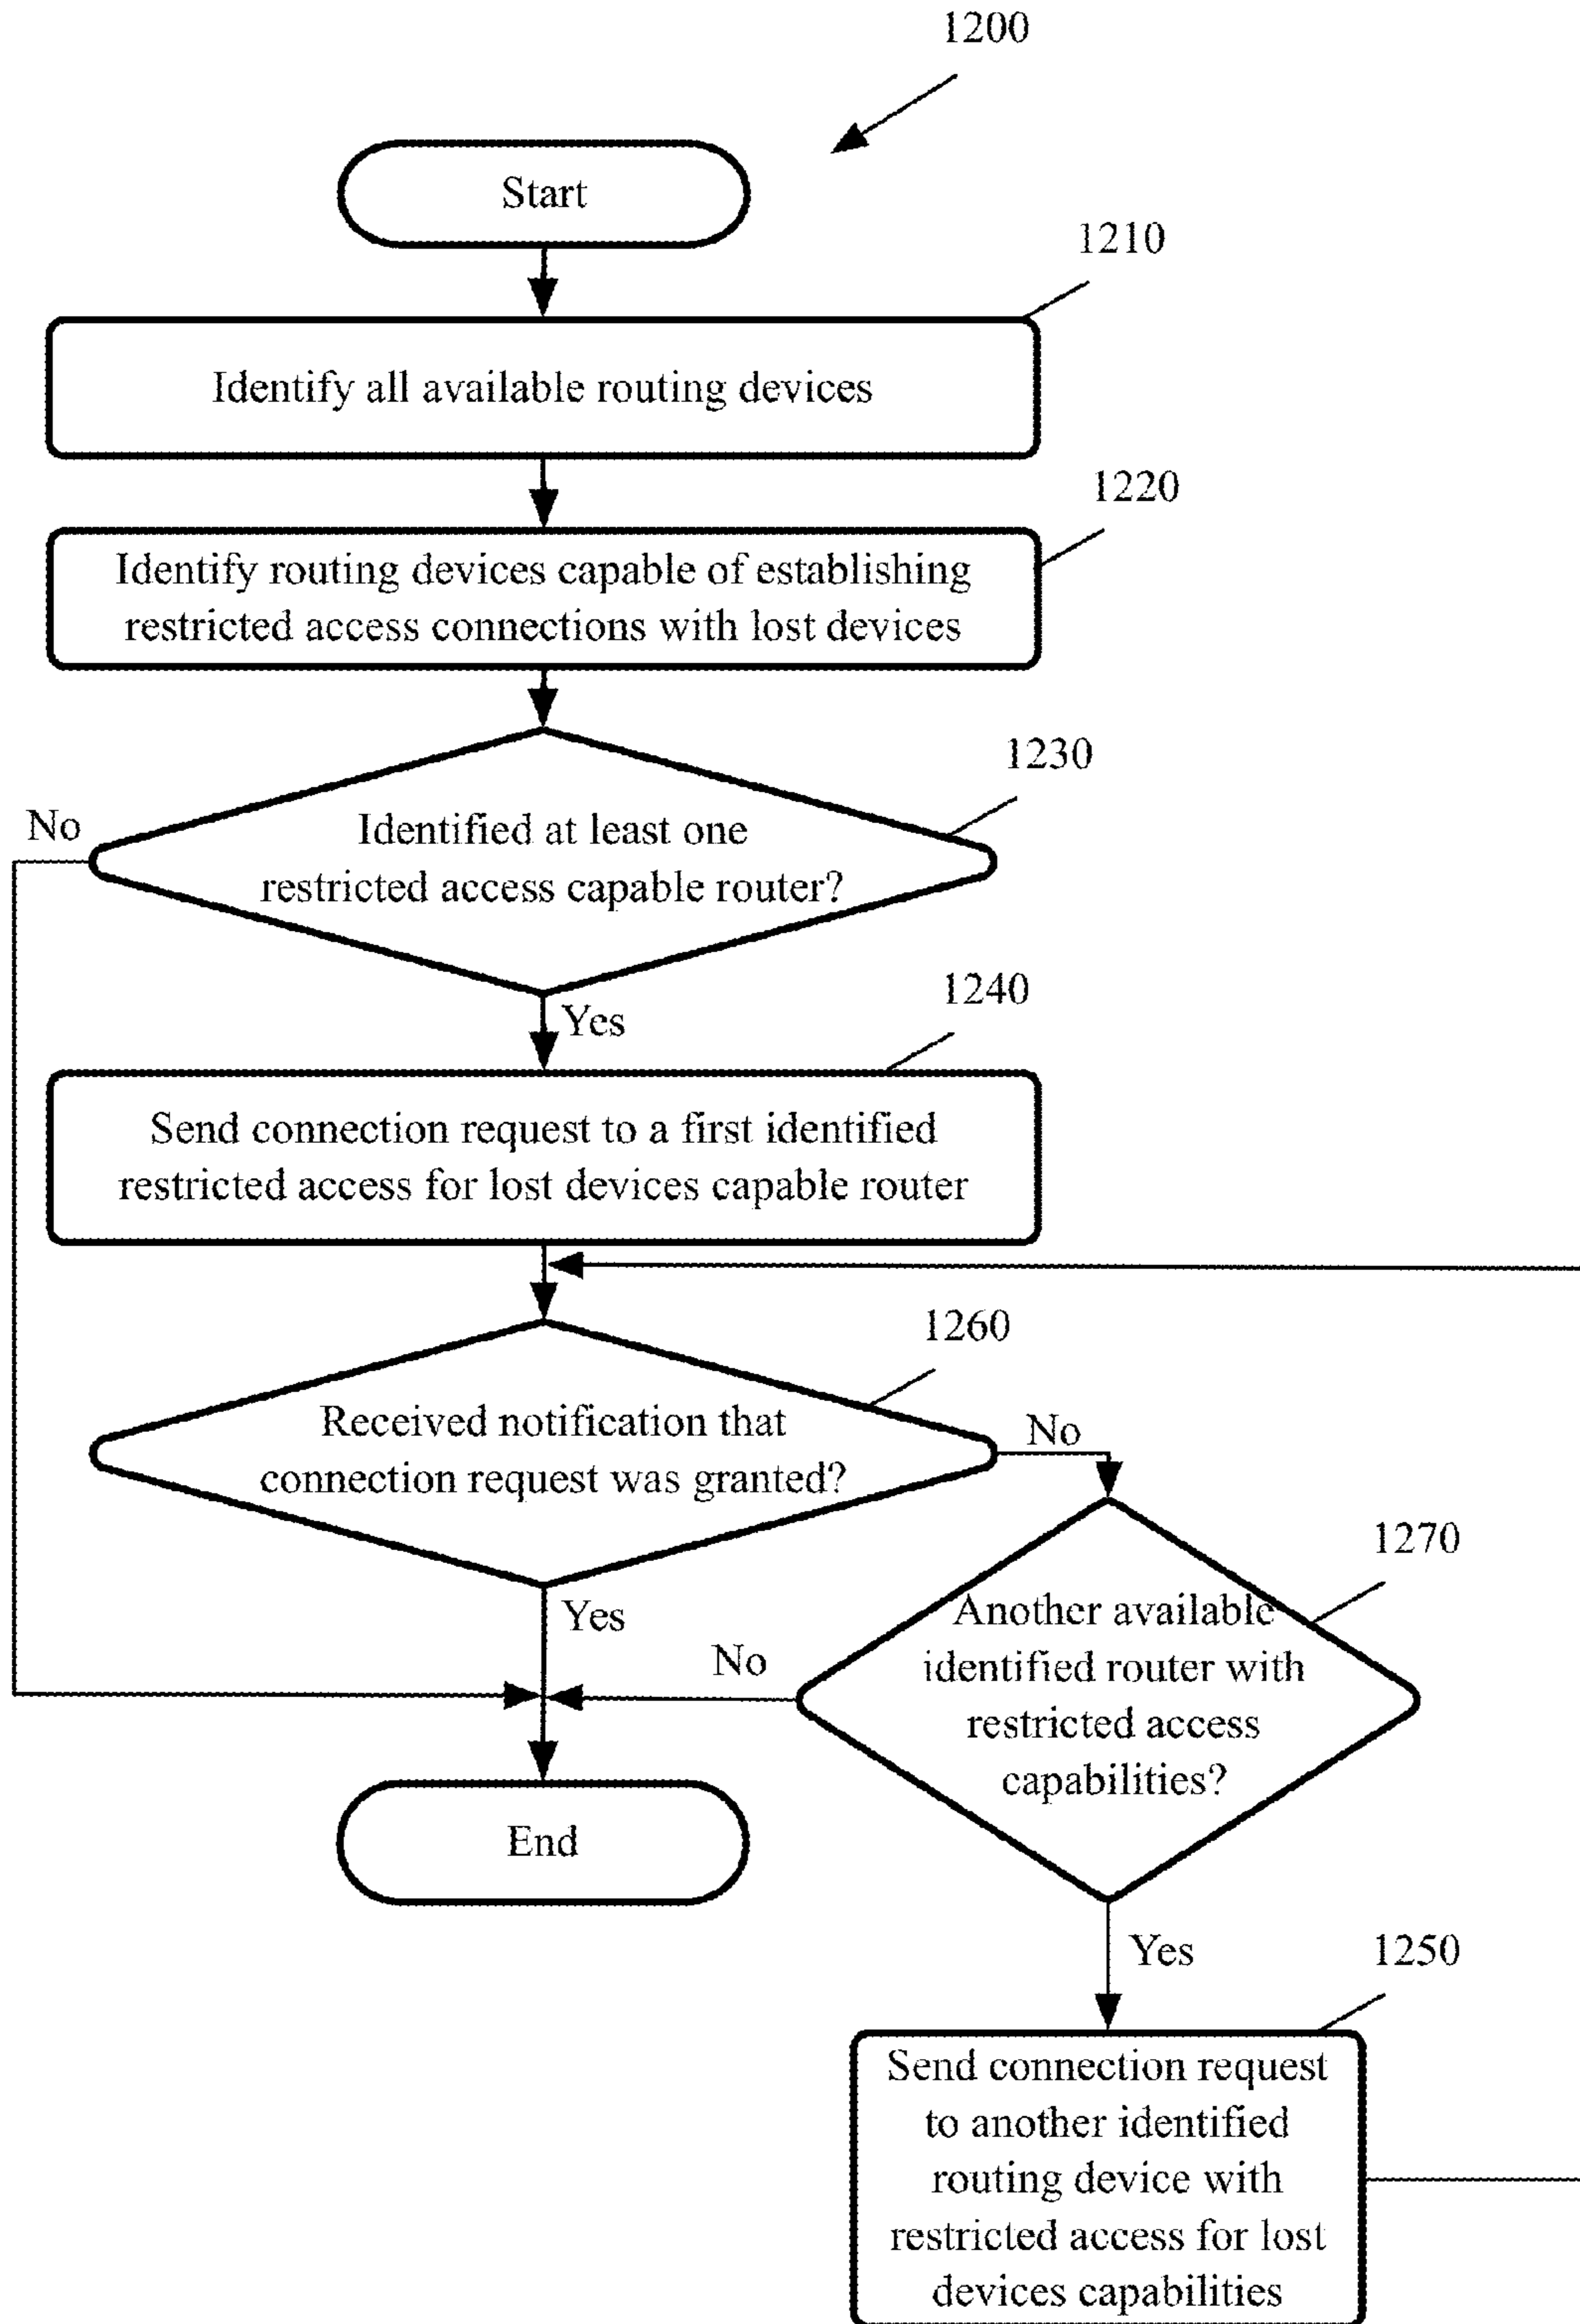 1200
Start
1210
Identify all available routing devices
1220
Identify routing devices capable of establishing
restricted access connections with lost devices
1230
No
Identified at least one
restricted access capable router?
Yes
1240
Send connection request to a first identified
restricted access for lost devices capable router
1260
Received notification that
connection request was granted?
No
Yes
1270
Another available
identified router with
restricted access
capabilities?
No
End
Yes
1250
Send connection request
to another identified
routing device with
restricted access for lost
devices capabilities